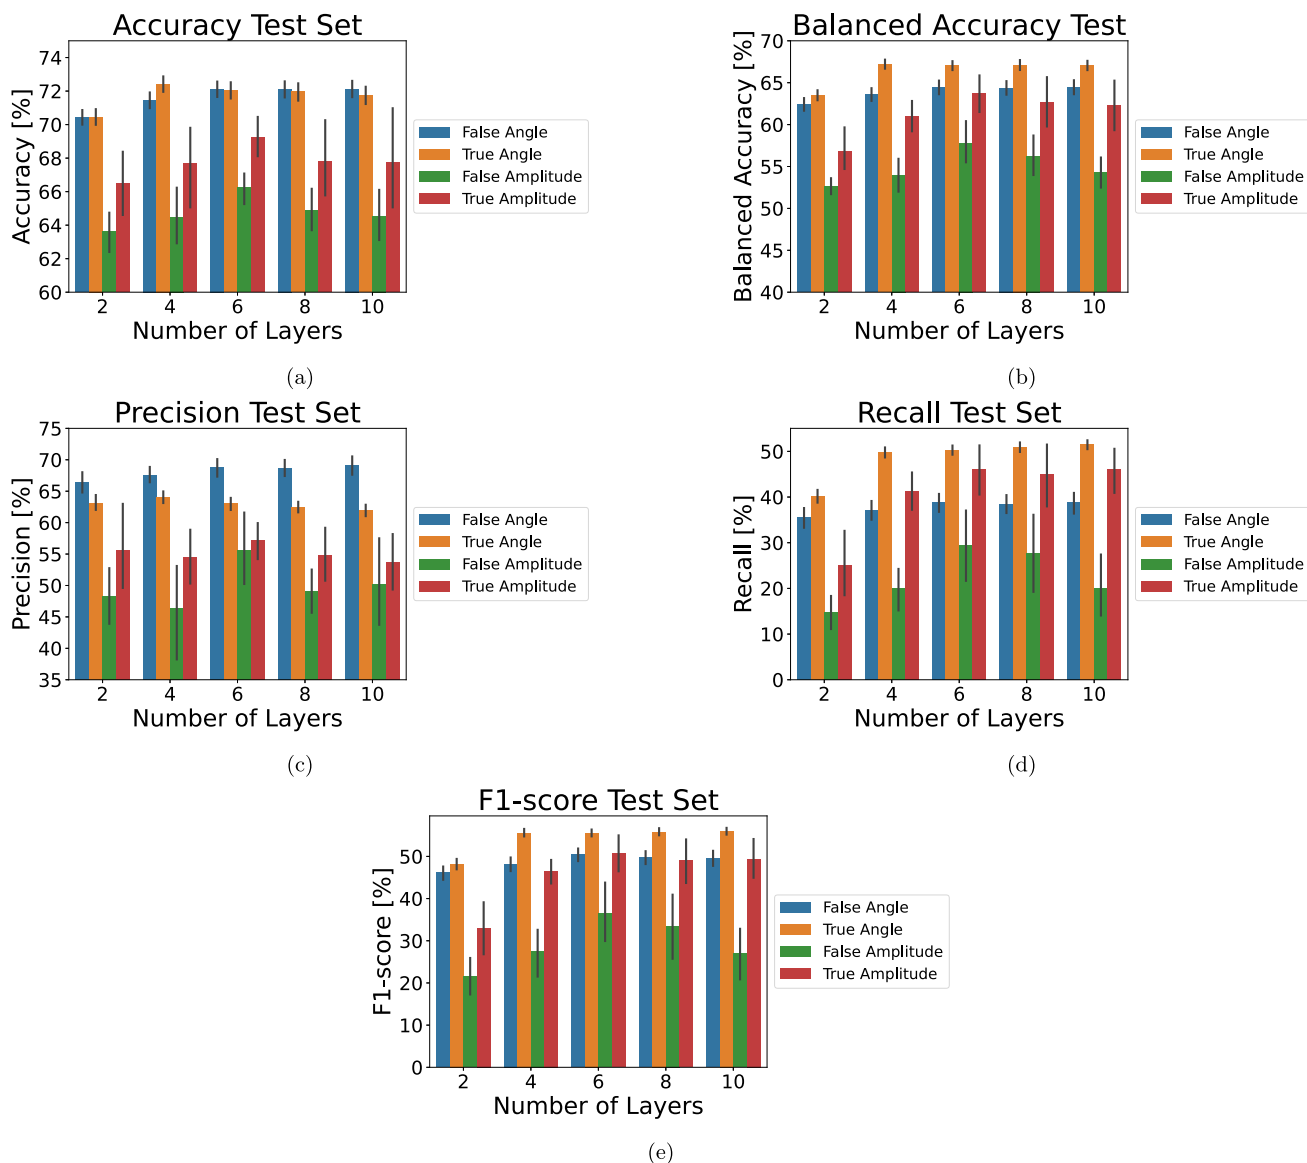 Accuracy Test Set
Accuracy [%]
74
72
70
68
66
64
62
60
2 4 6 8 10
Number of Layers
False Angle
True Angle
False Amplitude
True Amplitude
(a)
Balanced Accuracy Test
Balanced Accuracy [%]
70
65
60
55
50
45
40
2 4 6 8 10
Number of Layers
False Angle
True Angle
False Amplitude
True Amplitude
(b)
Precision Test Set
Precision [%]
75
70
65
60
55
50
45
40
35
2 4 6 8 10
Number of Layers
False Angle
True Angle
False Amplitude
True Amplitude
(c)
Recall Test Set
Recall [%]
50
40
30
20
10
0
2 4 6 8 10
Number of Layers
False Angle
True Angle
False Amplitude
True Amplitude
(d)
F1-score Test Set
F1-score [%]
50
40
30
20
10
0
2 4 6 8 10
Number of Layers
False Angle
True Angle
False Amplitude
True Amplitude
(e)